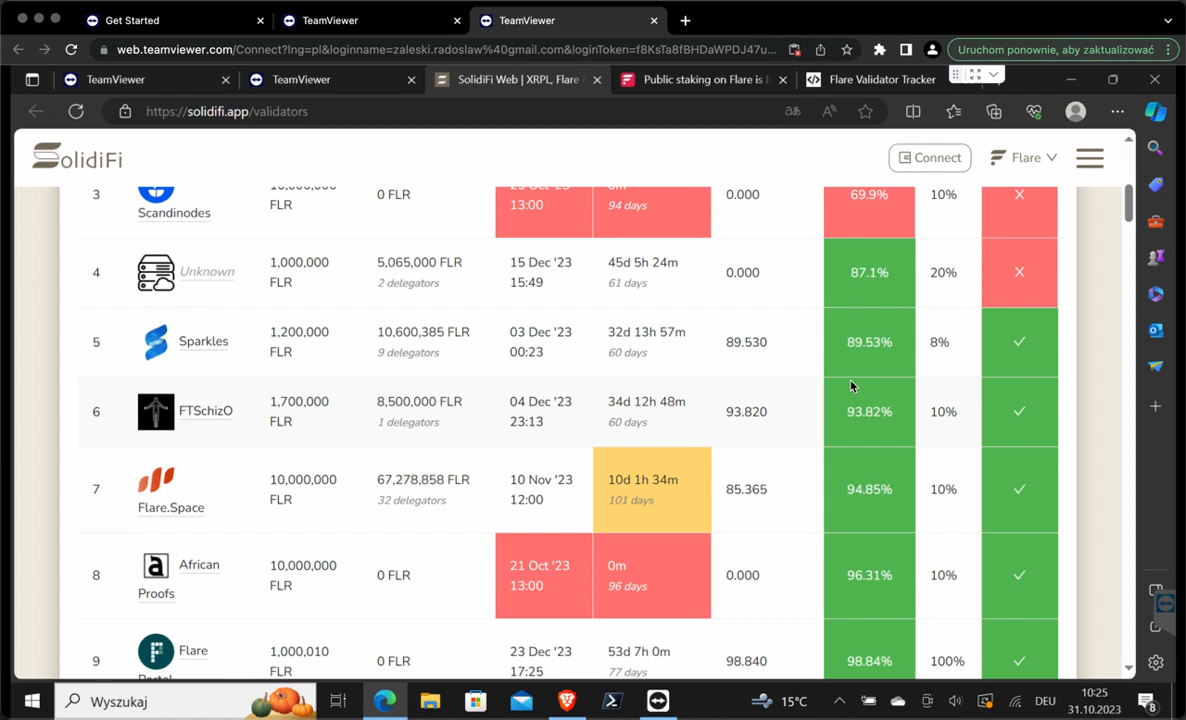 Get Started
TeamViewer
TeamViewer
web.teamviewer.com/Connect?lng=pl&loginname=zaleski.radoslaw%40gmail.com&loginToken=f8KsTa8fBHDaWPDJ47u...
Uruchom ponownie, aby zaktualizować
TeamViewer
TeamViewer
SolidiFi Web | XRPL, Flare
Public staking on Flare is
Flare Validator Tracker
https://solidifi.app/validators
SolidiFi
Connect
Flare
3
Scandinodes
FLR
0 FLR
13:00
94 days
0.000
69.9%
10%
4
Unknown
1,000,000
FLR
5,065,000 FLR
2 delegators
15 Dec '23
15:49
45d 5h 24m
61 days
0.000
87.1%
20%
5
Sparkles
1,200,000
FLR
10,600,385 FLR
9 delegators
03 Dec '23
00:23
32d 13h 57m
60 days
89.530
89.53%
8%
6
FTSchizO
1,700,000
FLR
8,500,000 FLR
1 delegators
04 Dec '23
23:13
34d 12h 48m
60 days
93.820
93.82%
10%
7
Flare.Space
10,000,000
FLR
67,278,858 FLR
32 delegators
10 Nov '23
12:00
10d 1h 34m
101 days
85.365
94.85%
10%
8
African
Proofs
10,000,000
FLR
0 FLR
21 Oct '23
13:00
0m
96 days
0.000
96.31%
10%
9
Flare
1,000,010
FLR
0 FLR
23 Dec '23
17:25
53d 7h 0m
77 days
98.840
98.84%
100%
Wyszukaj
15°C
DEU
10:25
31.10.2023
8